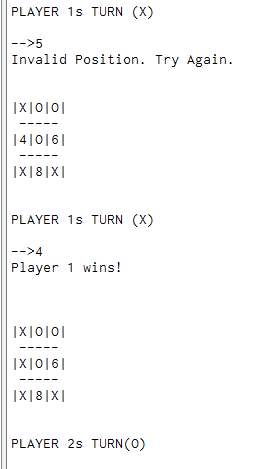 PLAYER 1s TURN (X)
-->5
Invalid Position. Try Again.
|X|O|O|
-----
|4|O|6|
-----
|X|8|X|
PLAYER 1s TURN (X)
-->4
Player 1 wins!
|X|O|O|
-----
|X|O|6|
-----
|X|8|X|
PLAYER 2s TURN(O)